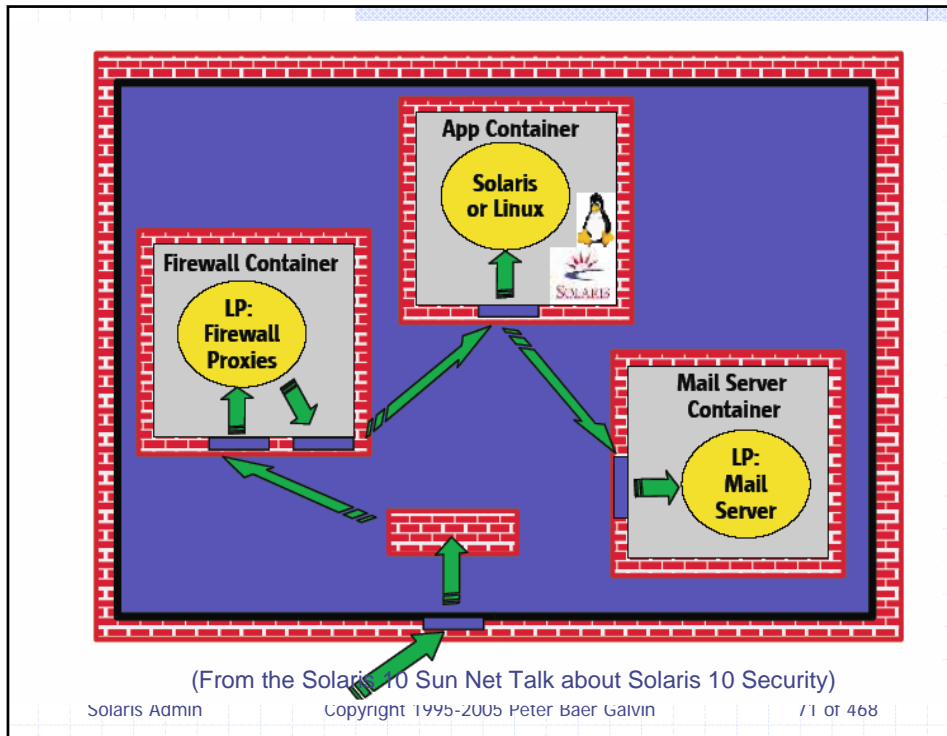 App Container
Solaris
or Linux
SOLARIS
Firewall Container
LP:
Firewall
Proxies
Mail Server
Container
LP:
Mail
Server
(From the Solaris 10 Sun Net Talk about Solaris 10 Security)
Solaris Admin
Copyright 1995-2005 Peter Baer Galvin
71 of 468